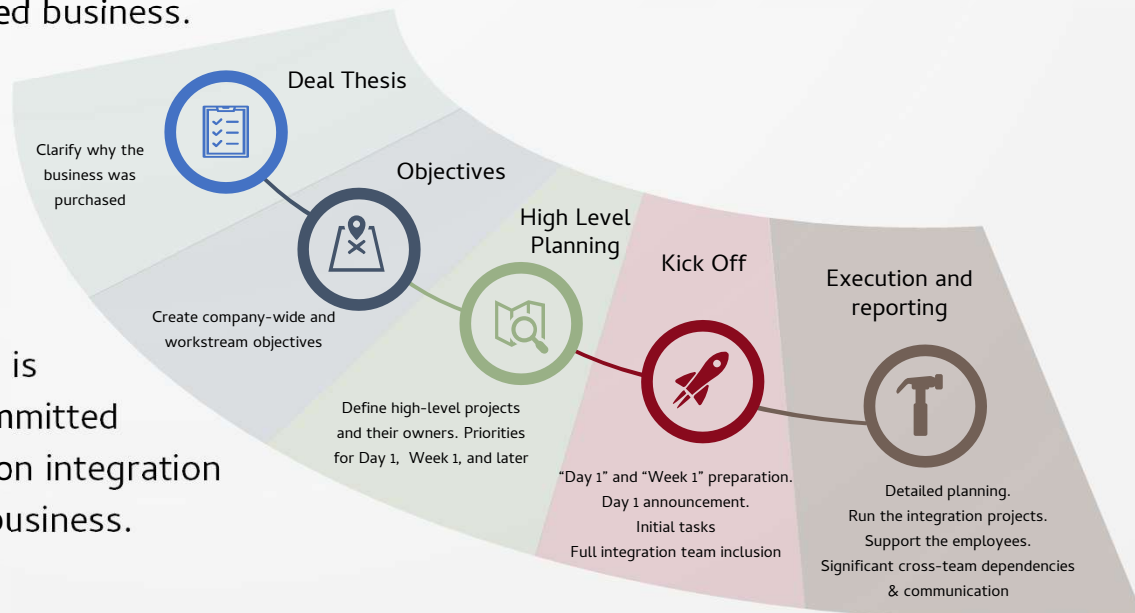 ed business.
Deal Thesis
Clarify why the
business was
purchased
Objectives
Create company-wide and
workstream objectives
High Level
Planning
Define high-level projects
and their owners. Priorities
for Day 1, Week 1, and later
Kick Off
“Day 1” and “Week 1” preparation.
Day 1 announcement.
Initial tasks
Full integration team inclusion
Execution and
reporting
Detailed planning.
Run the integration projects.
Support the employees.
Significant cross-team dependencies
& communication
is
mmitted
on integration
business.